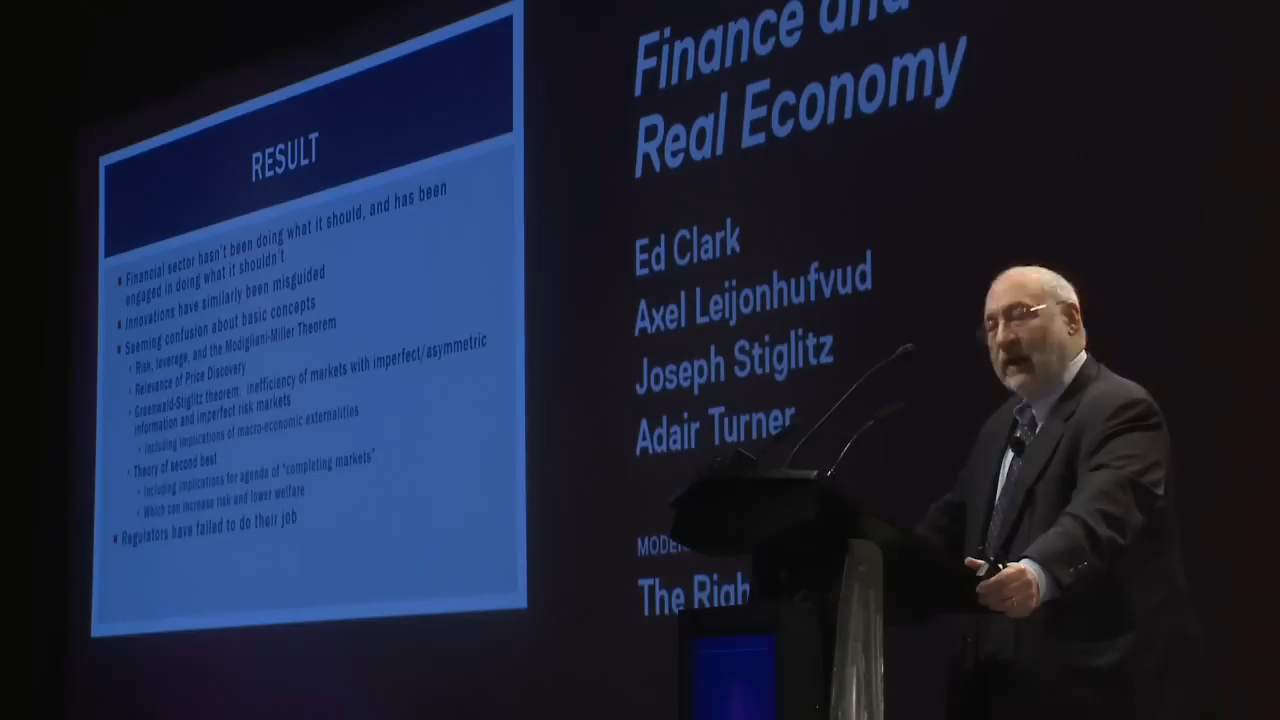 RESULT
Financial sector hasn't been doing what it should, and has been
engaged in doing what it shouldn't
Innovations have similarly been misguided
Seeming confusion about basic concepts
Risk, leverage, and the Modigliani-Miller Theorem
Relevance of Price Discovery
Greenwald-Stiglitz theorem: inefficiency of markets with imperfect/asymmetric
information and imperfect risk markets
Including implications of macro-economic externalities
Theory of second best
Including implications for agenda of "completing markets"
Which can increase risk and lower welfare
Regulators have failed to do their job
Finance and
Real Economy
Ed Clark
Axel Leijonhufvud
Joseph Stiglitz
Adair Turner
The